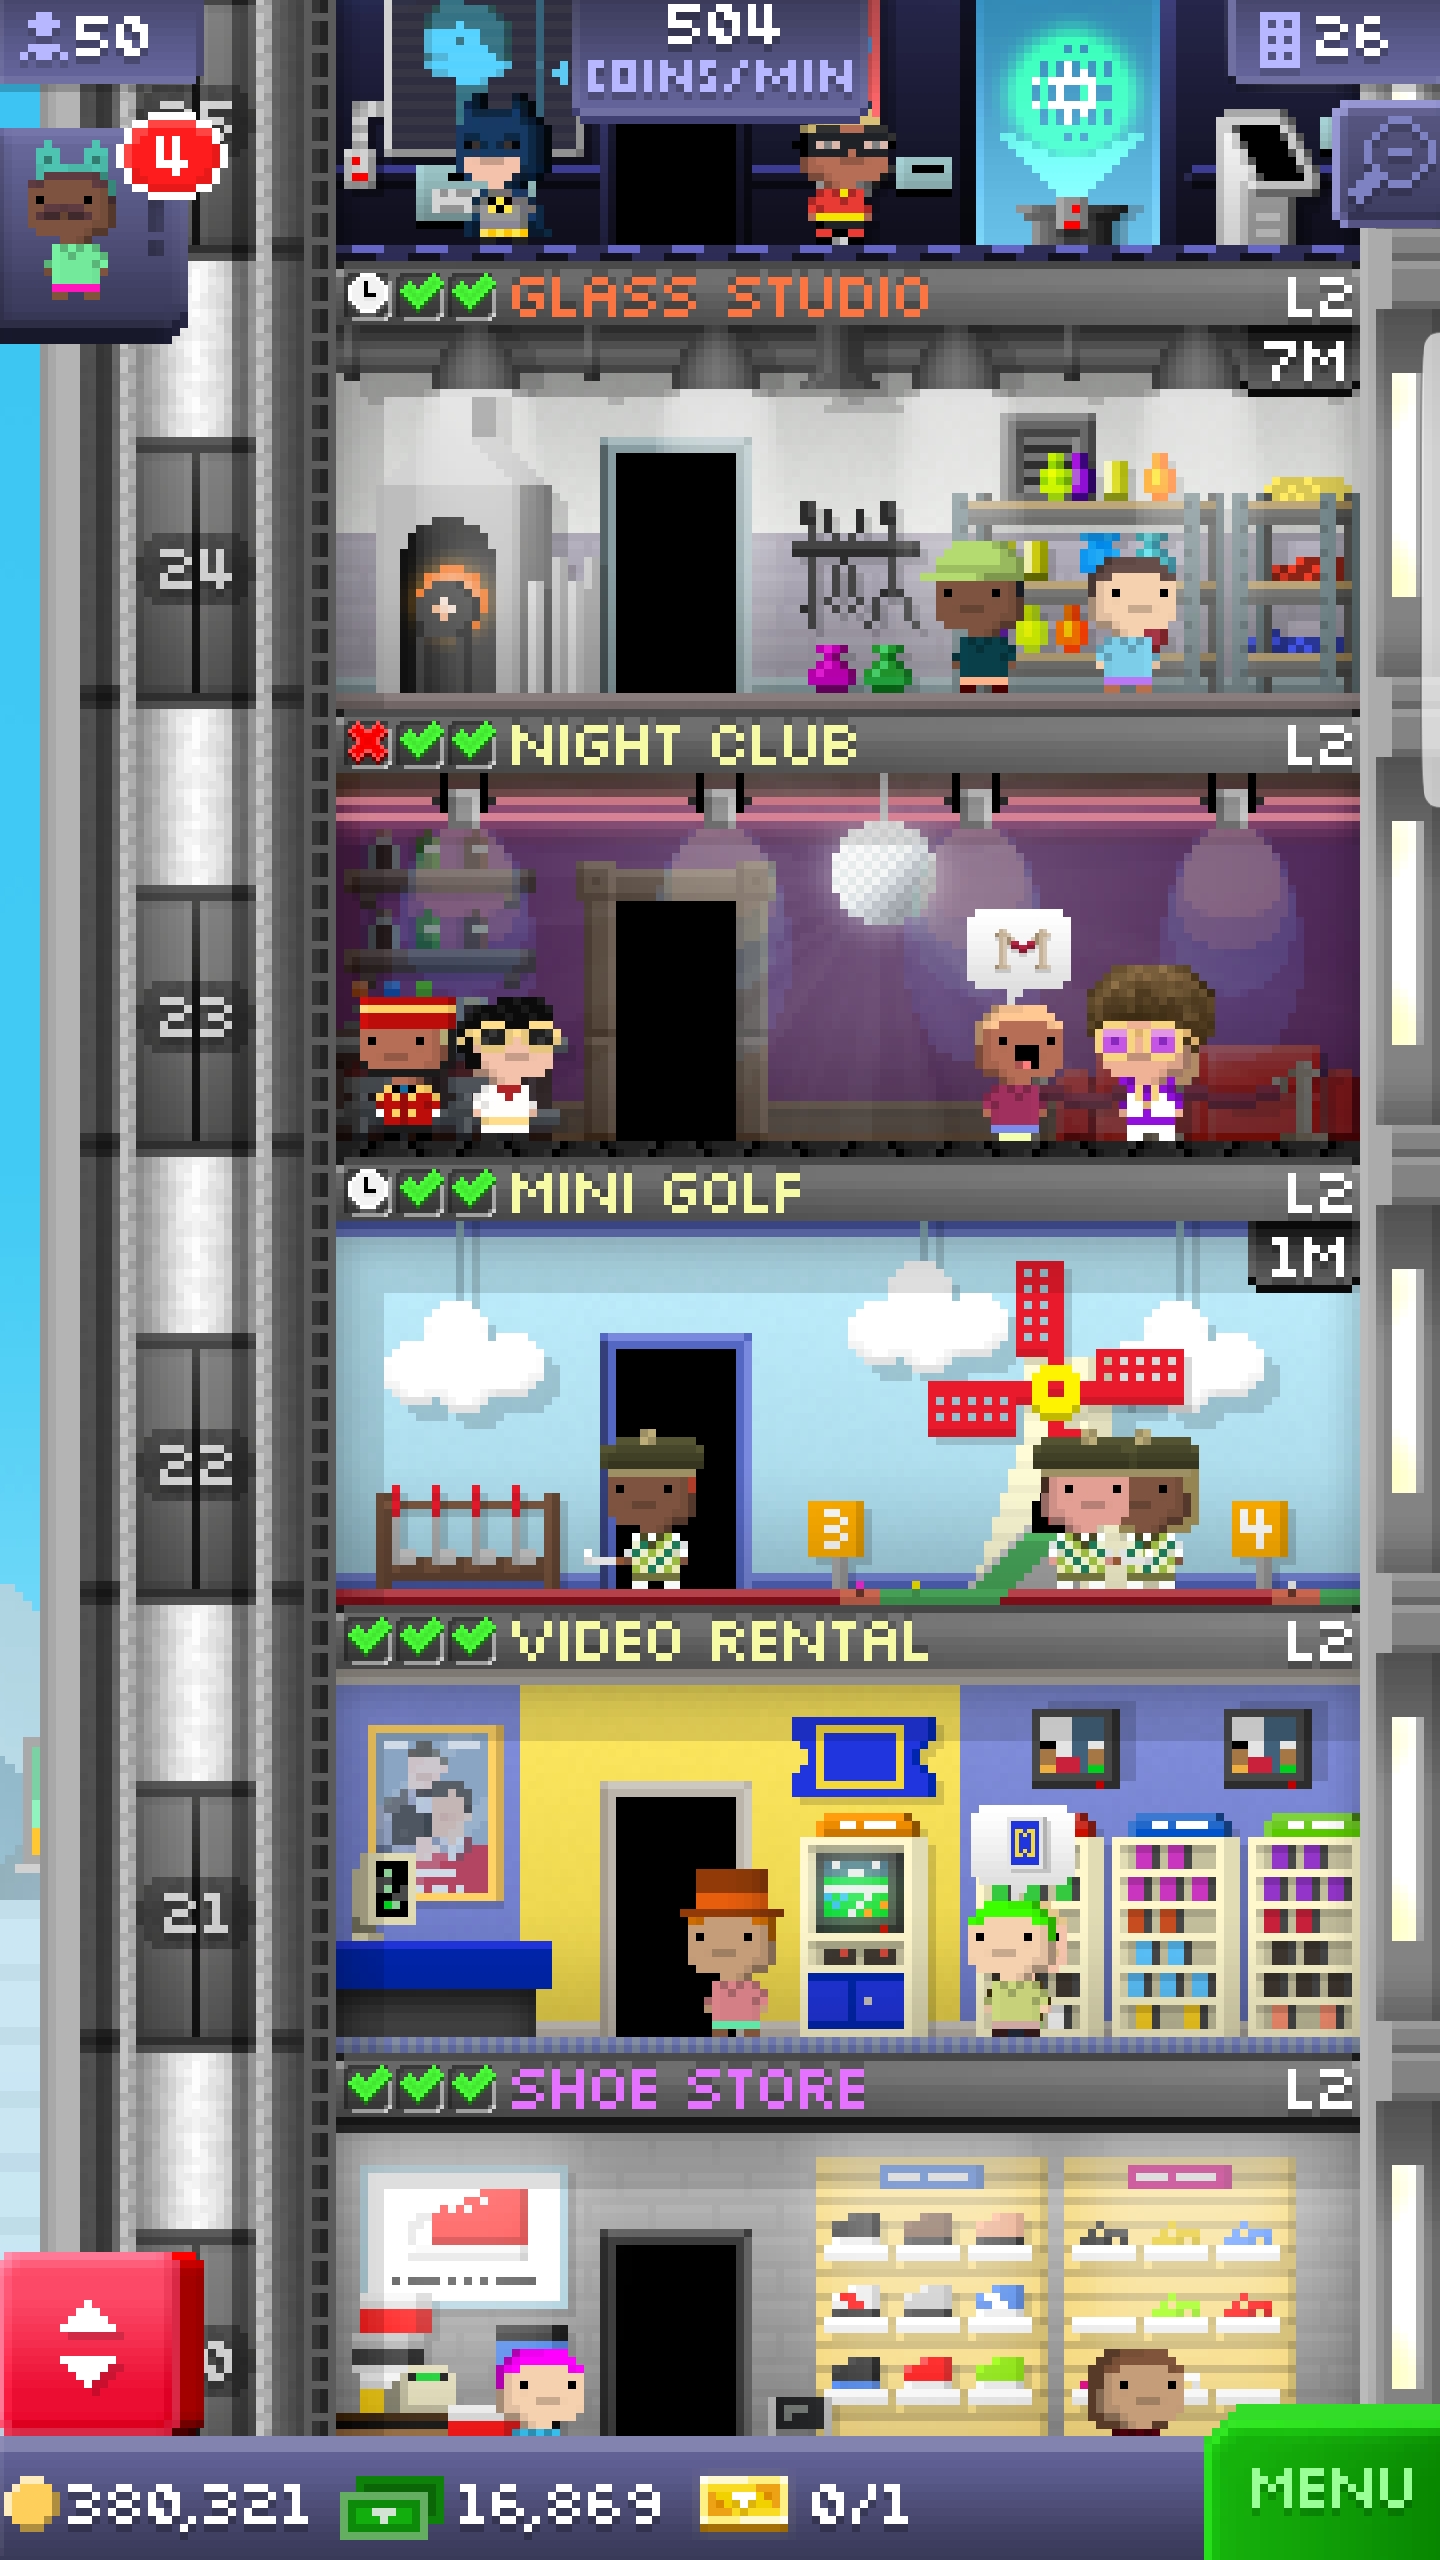 50
504
COINS/MIN
26
4
GLASS STUDIO L2
7M
24
NIGHT CLUB L2
23
MINI GOLF L2
1M
22
3
4
VIDEO RENTAL L2
21
SHOE STORE L2
380,321 16,869 0/1
MENU